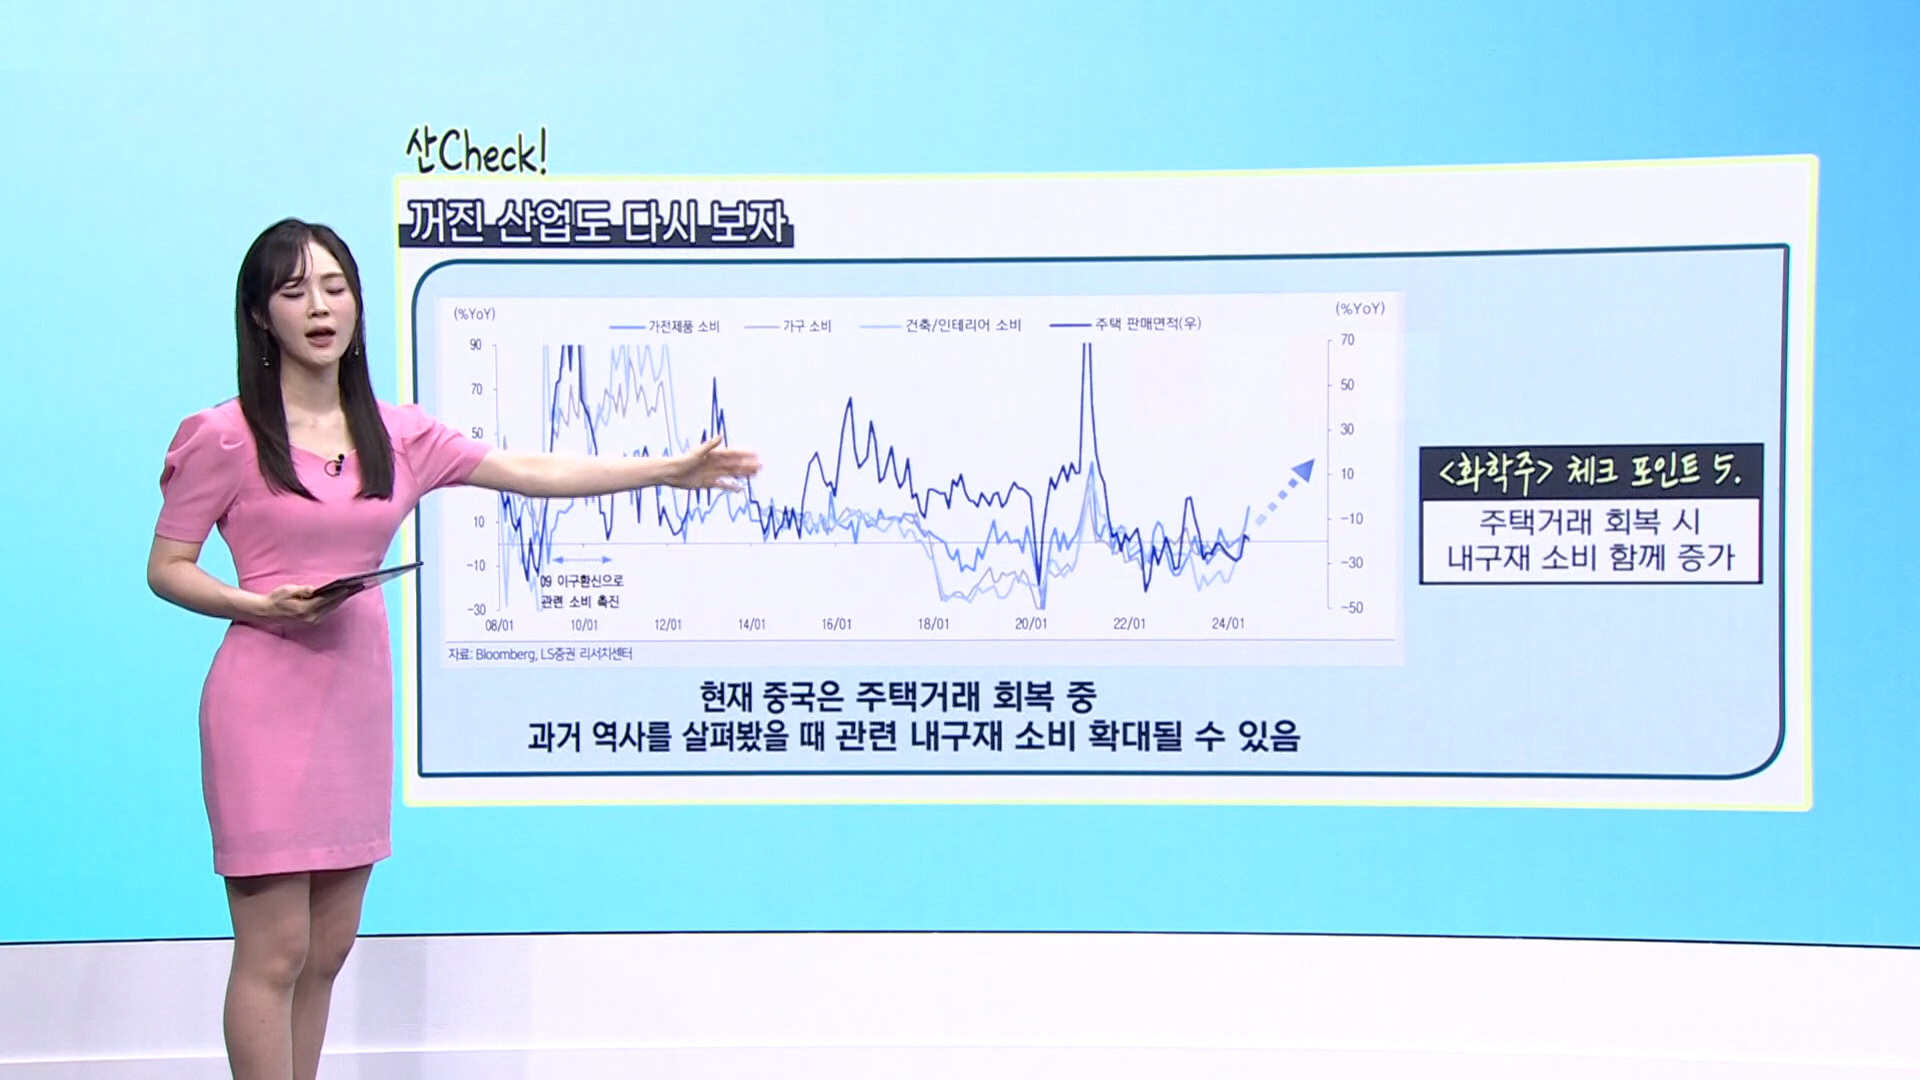 산Check!
꺼진 산업도 다시 보자
(%YoY)
(%YoY)
가전제품 소비
가구 소비
건축/인테리어 소비
주택 판매면적(우)
90
70
50
10
-10
-30
70
50
30
10
-10
-30
-50
09 이구환신으로
관련 소비 촉진
08/01
10/01
12/01
14/01
16/01
18/01
20/01
22/01
24/01
자료: Bloomberg, LS증권 리서치센터
<화학주> 체크 포인트 5.
주택거래 회복 시
내구재 소비 함께 증가
현재 중국은 주택거래 회복 중
과거 역사를 살펴봤을 때 관련 내구재 소비 확대될 수 있음